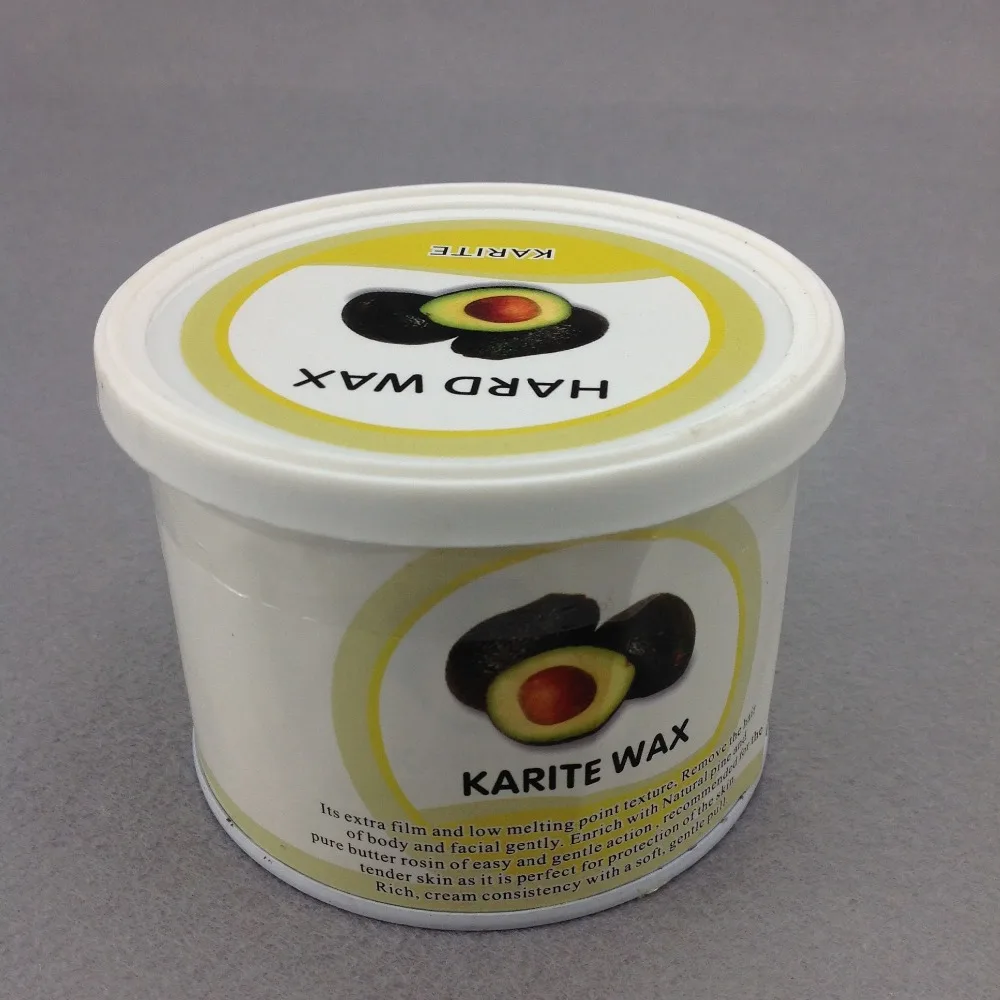 KARITE
HARD WAX
KARITE WAX
Its extra film and low melting point texture. Remove the hair
of body and facial gently. Enrich with Natural pine and
pure butter rosin of easy and gentle action , recommended for the
tender skin as it is perfect for protection of the skin
Rich, cream consistency with a soft, gentle pull